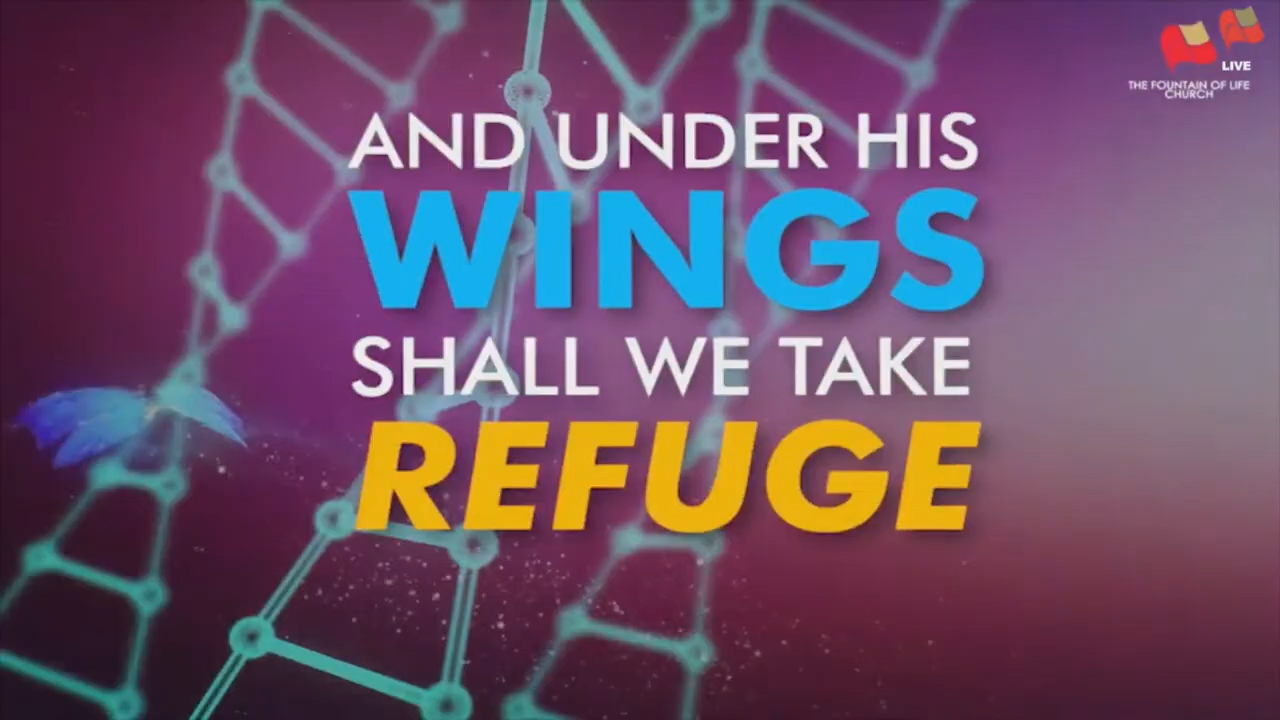 LIVE
THE FOUNTAIN OF LIFE
CHURCH
AND UNDER HIS
WINGS
SHALL WE TAKE
REFUGE